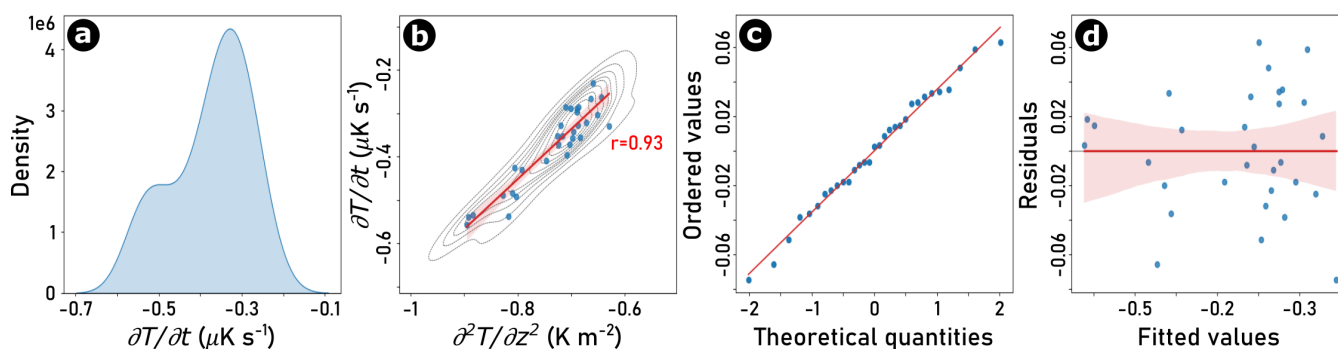 a
1e6
Density
4
3
2
1
0
-0.7
-0.5
-0.3
-0.1
∂T/∂t (μK s⁻¹)
b
∂T/∂t (μK s⁻¹)
-0.2
-0.4
-0.6
r=0.93
-1
-0.8
-0.6
∂²T/∂z² (K m⁻²)
c
Ordered values
0.06
0.02
-0.02
-0.06
-2
-1
0
1
2
Theoretical quantities
d
Residuals
0.06
0.02
-0.02
-0.06
-0.5
-0.2
-0.3
Fitted values